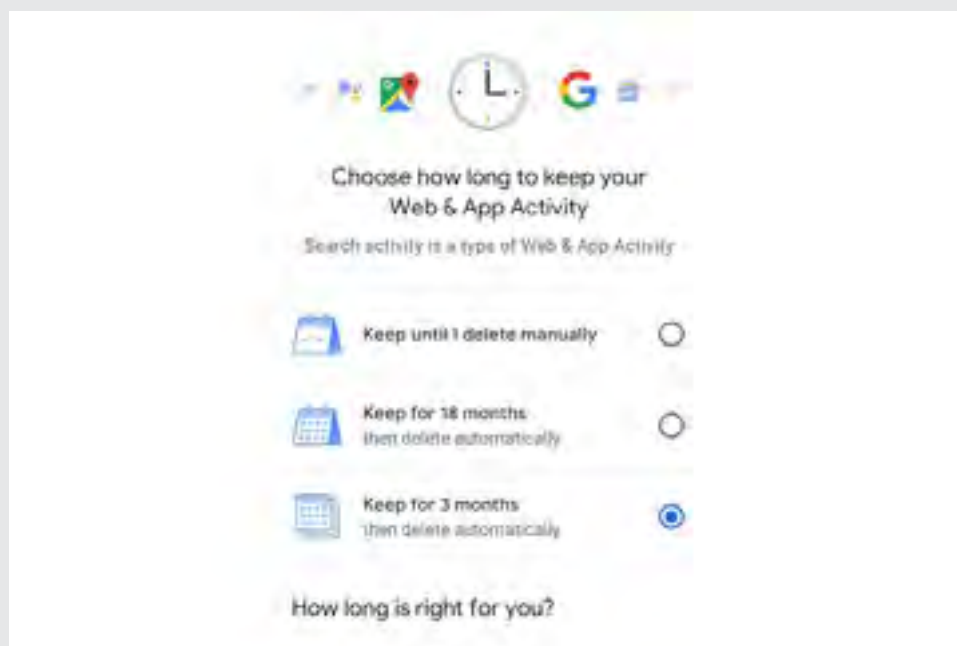 Choose how long to keep your
Web & App Activity
Search activity is a type of Web & App Activity
Keep until I delete manually
Keep for 18 months
then delete automatically
Keep for 3 months
then delete automatically
How long is right for you?